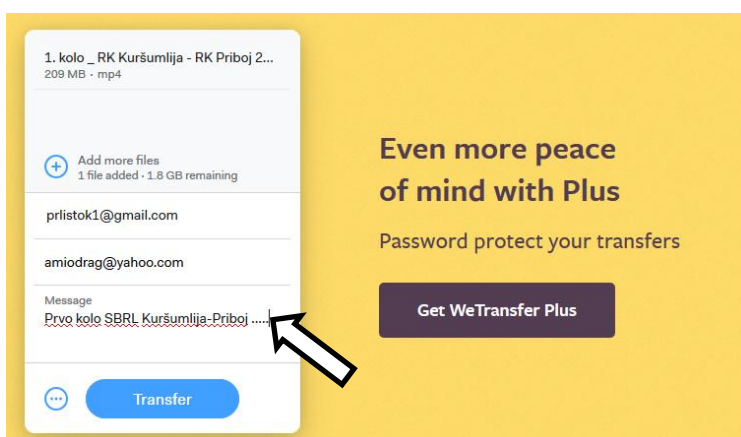 1. kolo _ RK Kuršumlija - RK Priboj 2...
209 MB · mp4
Add more files
1 file added · 1.8 GB remaining
prlistok1@gmail.com
amiodrag@yahoo.com
Message
Prvo kolo SBRL Kuršumlija-Priboj .....
Transfer
Even more peace
of mind with Plus
Password protect your transfers
Get WeTransfer Plus